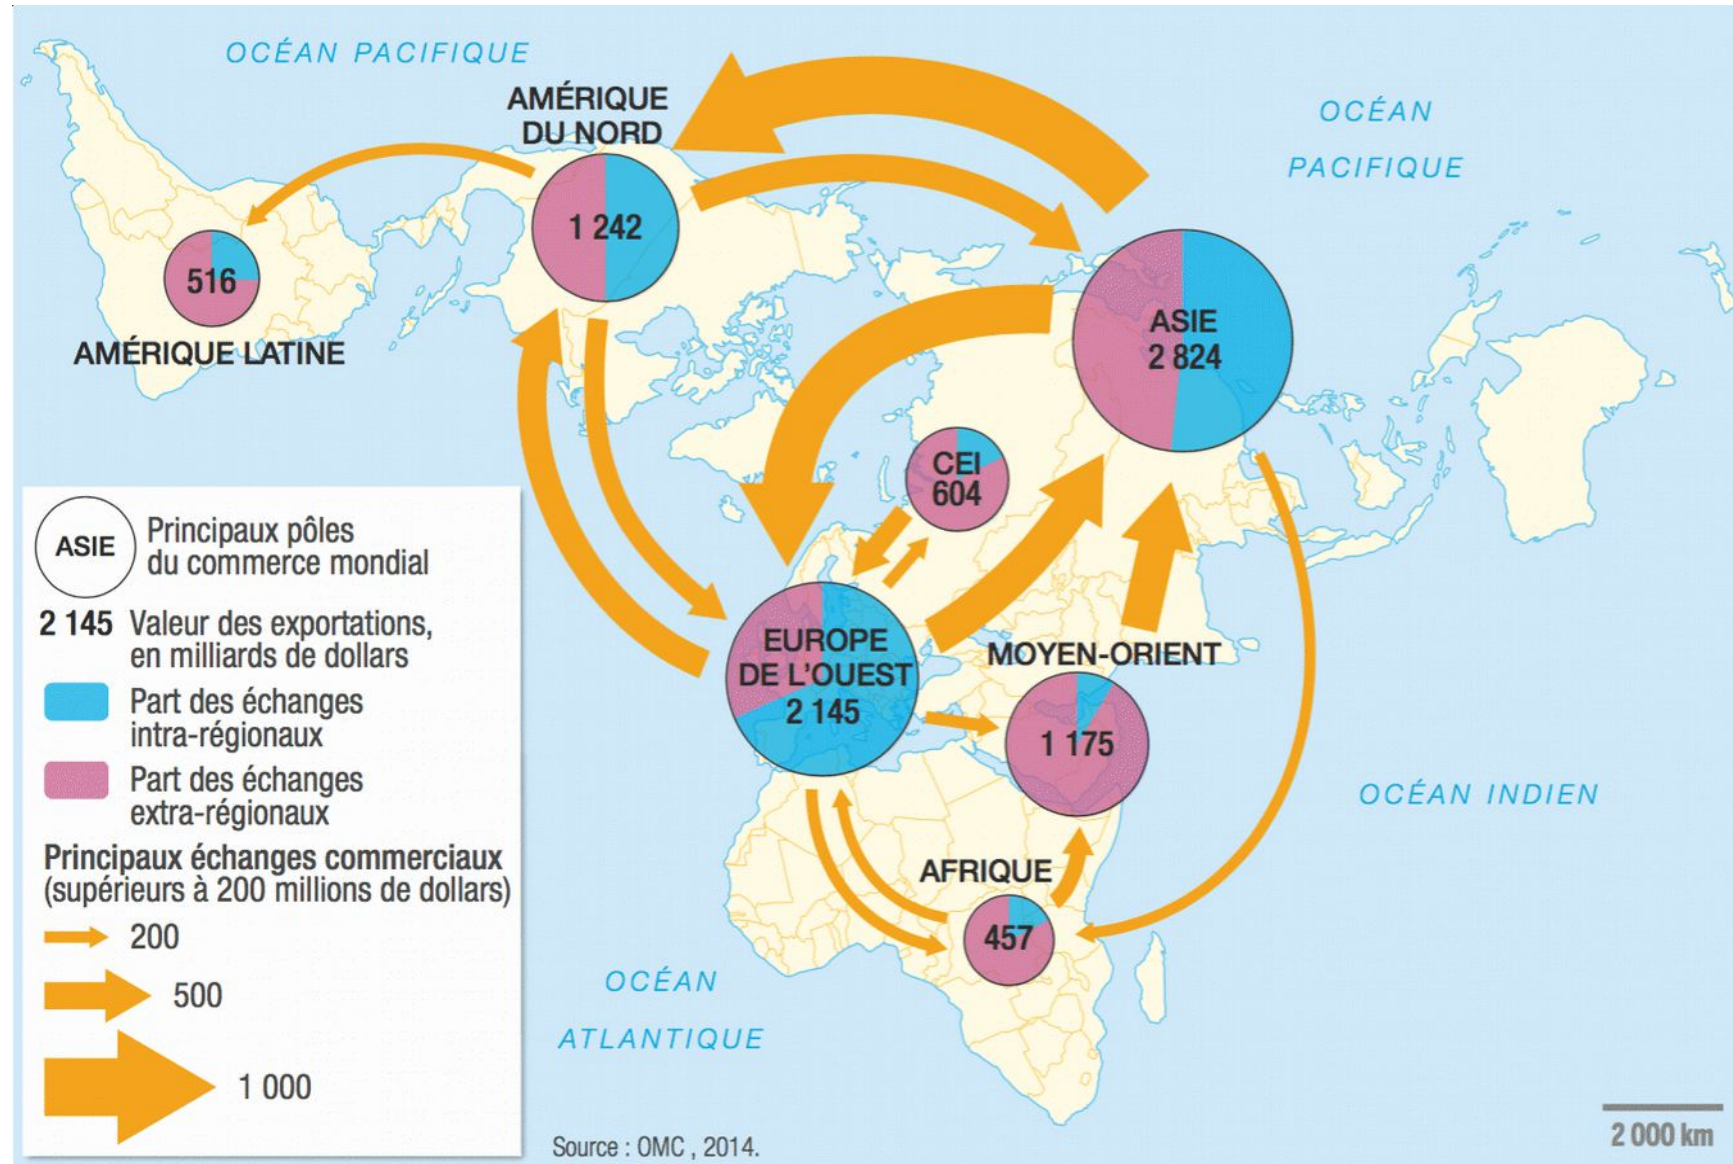 OCÉAN PACIFIQUE
AMÉRIQUE
DU NORD
OCÉAN
PACIFIQUE
1 242
516
AMÉRIQUE LATINE
ASIE
2 824
CEI
604
EUROPE
DE L'OUEST
2 145
MOYEN-ORIENT
1 175
AFRIQUE
457
OCÉAN INDIEN
OCÉAN
ATLANTIQUE
ASIE
Principaux pôles
du commerce mondial
2 145 Valeur des exportations,
en milliards de dollars
Part des échanges
intra-régionaux
Part des échanges
extra-régionaux
Principaux échanges commerciaux
(supérieurs à 200 millions de dollars)
200
500
1 000
Source : OMC , 2014.
2 000 km